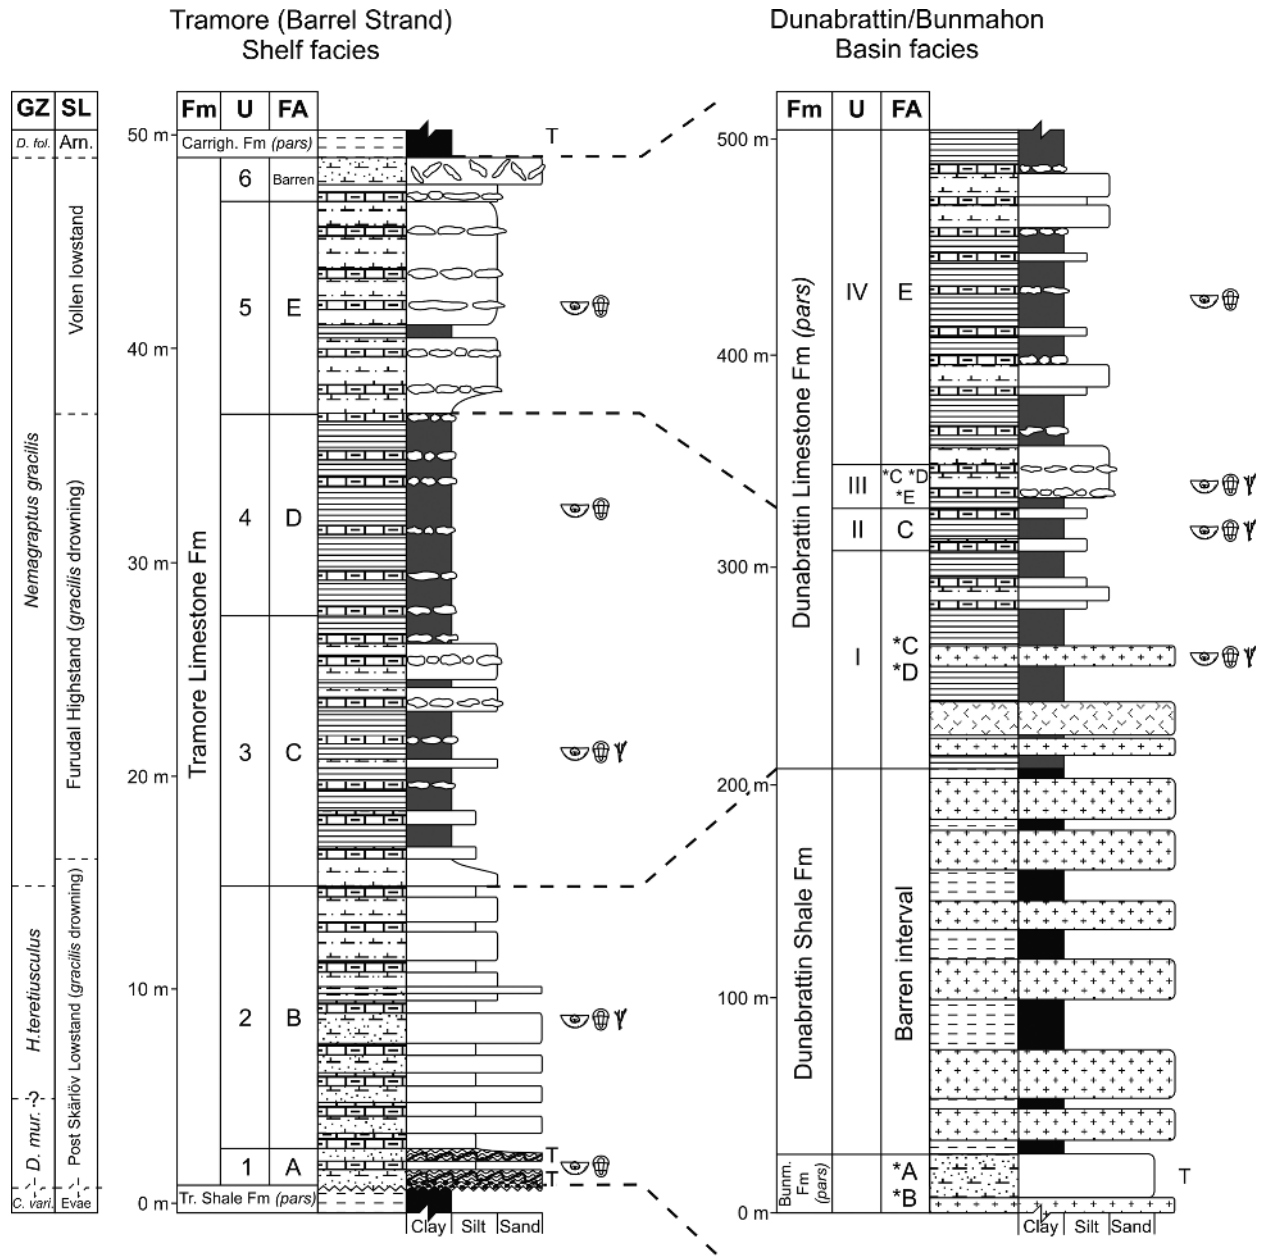 Tramore (Barrel Strand)
Shelf facies
Dunabrattin/Bunmahon
Basin facies
GZ SL
Fm U FA
Fm U FA
D. fol. Arn.
50 m
Carrigh. Fm (pars)
T
6 Barren
Vollen lowstand
5 E
40 m
Nemagraptus gracilis
Furudal Highstand (gracilis drowning)
Tramore Limestone Fm
4 D
30 m
3 C
20 m
H.teretiusculus
Post Skärlöv Lowstand (gracilis drowning)
2 B
10 m
D. mur. ?
1 A
T
T
C. vari. Evae
Tr. Shale Fm (pars)
0 m
Clay Silt Sand
500 m
Dunabrattin Limestone Fm (pars)
IV E
400 m
III *C *D
*E
II C
300 m
I *C
*D
200 m
Dunabrattin Shale Fm
Barren interval
100 m
Bunm.
Fm
(pars)
*A
*B
T
0 m
Clay Silt Sand